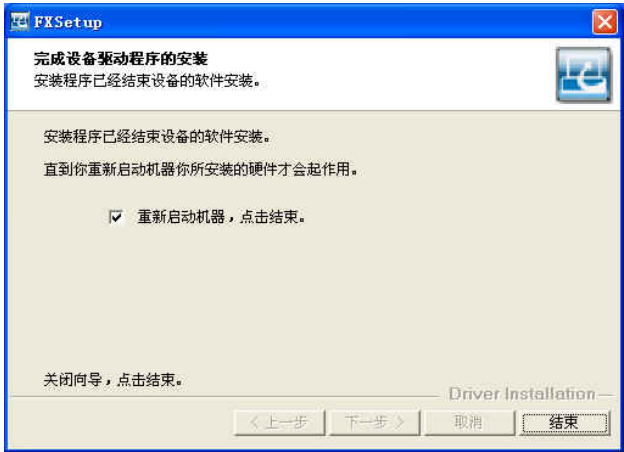 FXSetup
完成设备驱动程序的安装
安装程序已经结束设备的软件安装。
安装程序已经结束设备的软件安装。
直到你重新启动机器你所安装的硬件才会起作用。
重新启动机器，点击结束。
关闭向导，点击结束。
Driver Installation
< 上一步 下一步 > 取消 结束